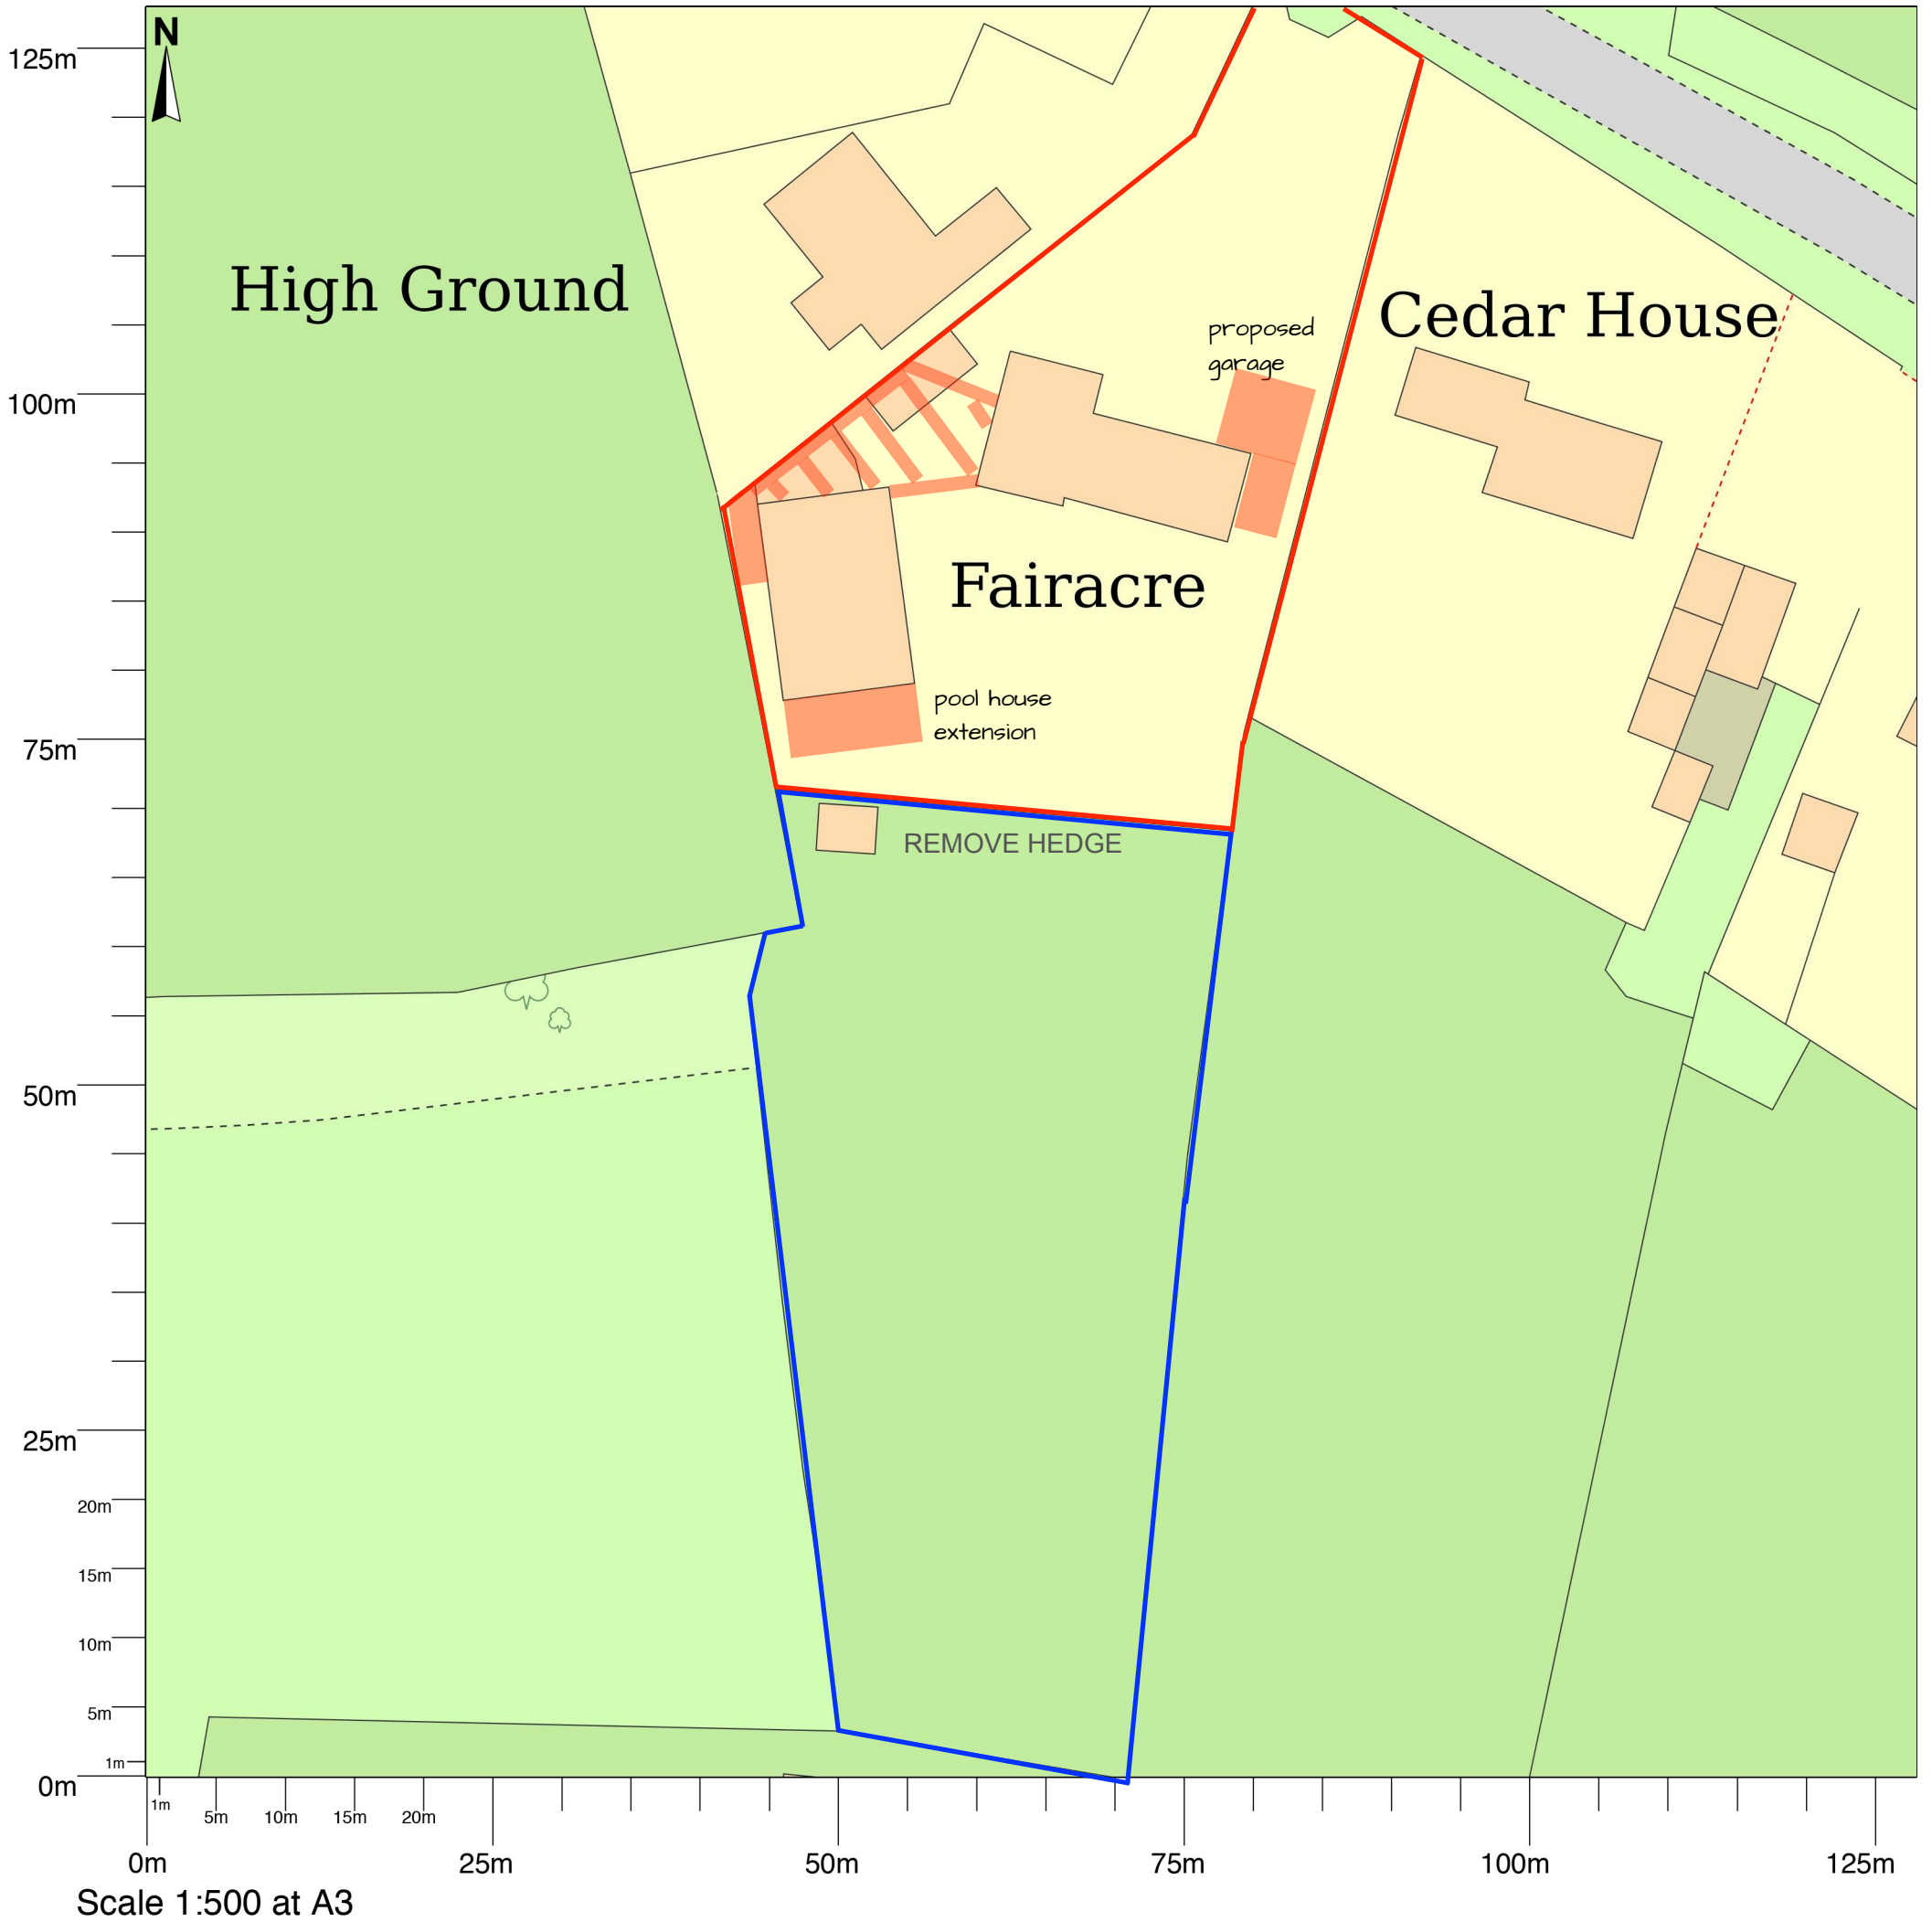 N
125m
High Ground
Cedar House
proposed
garage
100m
Fairacre
pool house
extension
75m
REMOVE HEDGE
50m
25m
20m
15m
10m
5m
1m
0m
1m
5m 10m 15m 20m
0m 25m 50m 75m 100m 125m
Scale 1:500 at A3